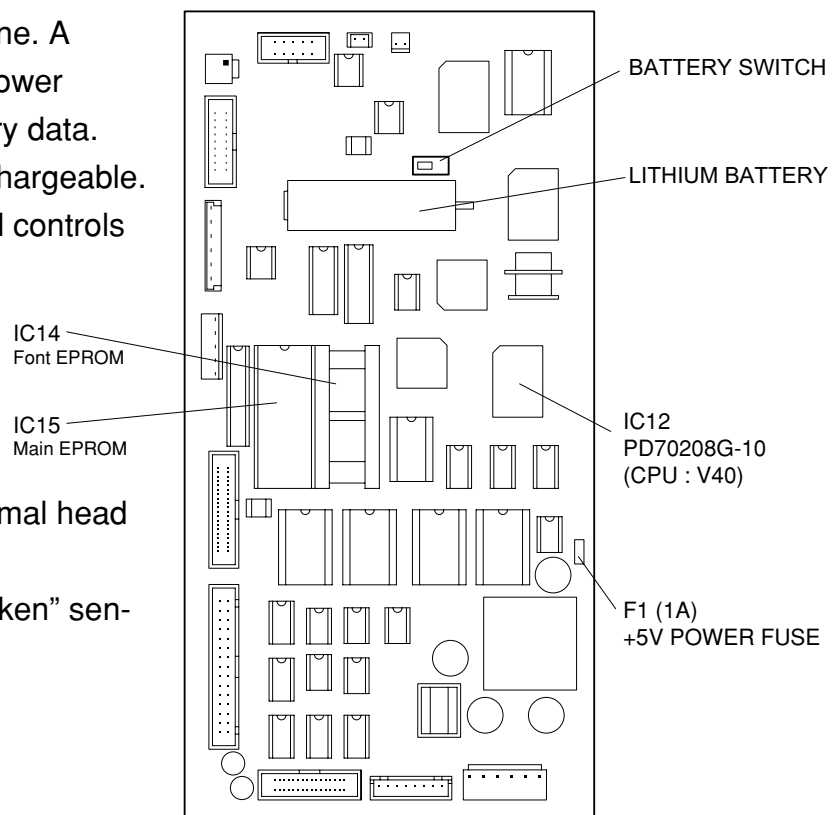 ne. A
ower
ry data.
hargeable.
l controls
mal head
ken” sen-
BATTERY SWITCH
LITHIUM BATTERY
IC14
Font EPROM
IC15
Main EPROM
IC12
PD70208G-10
(CPU : V40)
F1 (1A)
+5V POWER FUSE